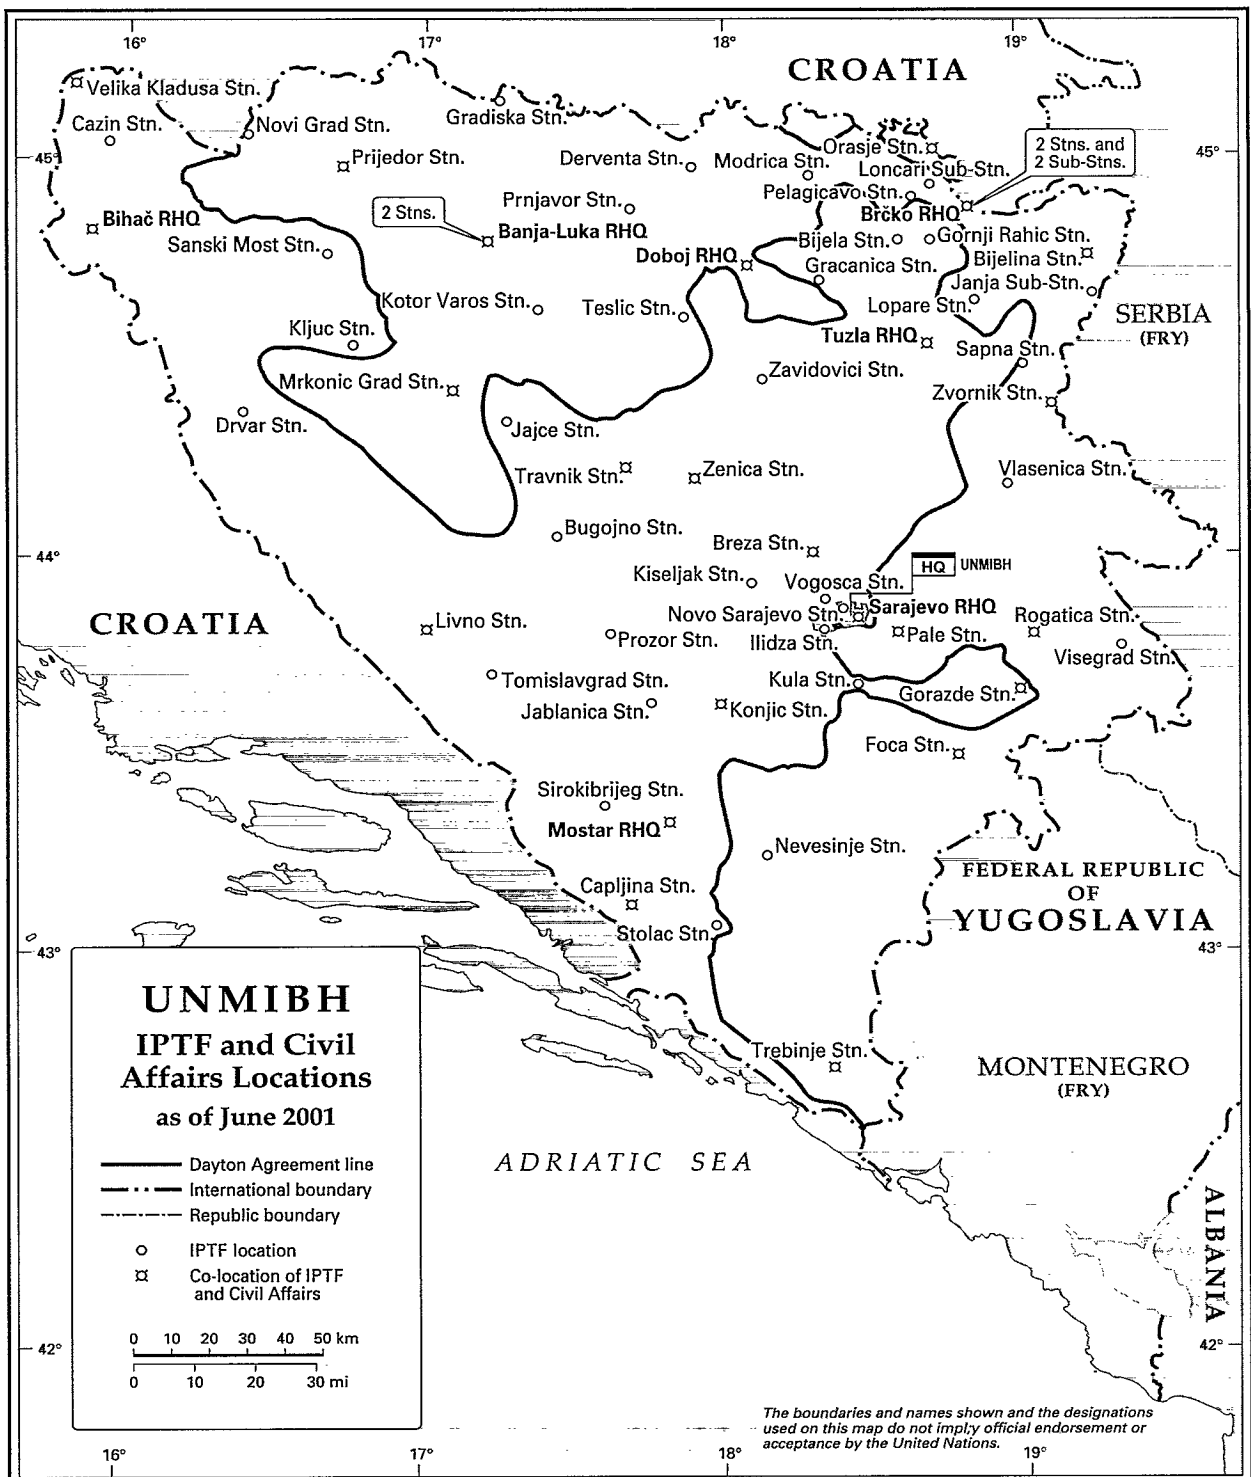 16°
17°
18°
19°
CROATIA
Velika Kladusa Stn.
Cazin Stn.
Novi Grad Stn.
Gradiska Stn.
Orasje Stn.
2 Stns. and
2 Sub-Stns.
45°
45°
Prijedor Stn.
Derventa Stn.
Modrica Stn.
Loncari Sub-Stn.
Pelagicavo Stn.
Prnjavor Stn.
2 Stns.
Bihač RHQ
Brčko RHQ
Banja-Luka RHQ
Sanski Most Stn.
Bijela Stn.
Gornji Rahic Stn.
Doboj RHQ
Bijelina Stn.
Gracanica Stn.
Janja Sub-Stn.
Kotor Varos Stn.
Teslic Stn.
Lopare Stn.
SERBIA
(FRY)
Kljuc Stn.
Tuzla RHQ
Sapna Stn.
Mrkonic Grad Stn.
Zavidovici Stn.
Zvornik Stn.
Drvar Stn.
Jajce Stn.
Travnik Stn.
Zenica Stn.
Vlasenica Stn.
Bugojno Stn.
Breza Stn.
44°
HQ UNMIBH
Kiseljak Stn.
Vogosca Stn.
CROATIA
Livno Stn.
Novo Sarajevo Stn.
Sarajevo RHQ
Rogatica Stn.
Prozor Stn.
Ilidza Stn.
Pale Stn.
Visegrad Stn.
Tomislavgrad Stn.
Kula Stn.
Gorazde Stn.
Jablanica Stn.
Konjic Stn.
Foca Stn.
Sirokibrijeg Stn.
Mostar RHQ
Nevesinje Stn.
FEDERAL REPUBLIC
OF
YUGOSLAVIA
Capljina Stn.
Stolac Stn.
43°
43°
UNMIBH
IPTF and Civil
Affairs Locations
as of June 2001
Trebinje Stn.
MONTENEGRO
(FRY)
ADRIATIC SEA
ALBANIA
Dayton Agreement line
International boundary
Republic boundary
IPTF location
Co-location of IPTF
and Civil Affairs
0 10 20 30 40 50 km
0 10 20 30 mi
42°
42°
The boundaries and names shown and the designations
used on this map do not imply official endorsement or
acceptance by the United Nations.
16°
17°
18°
19°